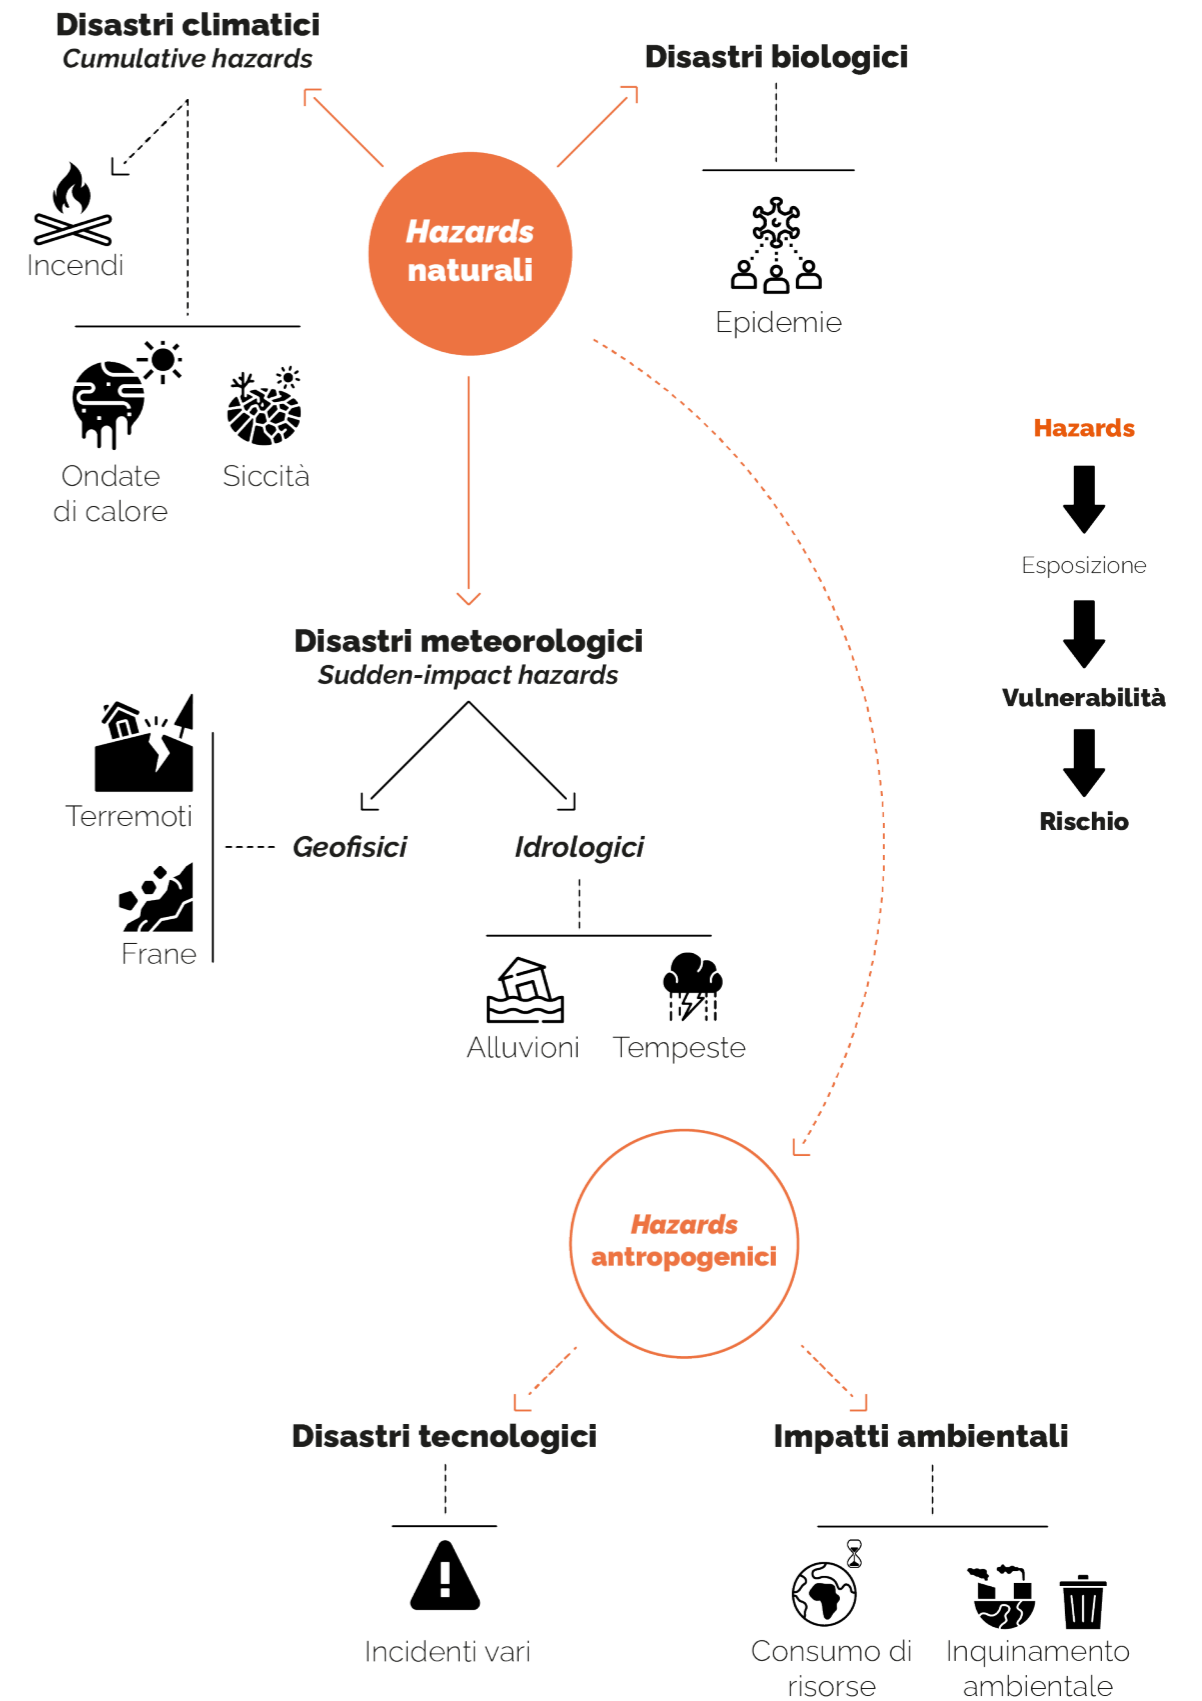 Disastri climatici
Cumulative hazards
Disastri biologici
Incendi
Hazards
naturali
Epidemie
Ondate
di calore
Siccità
Hazards
Esposizione
Vulnerabilità
Rischio
Disastri meteorologici
Sudden-impact hazards
Terremoti
Geofisici
Idrologici
Frane
Alluvioni
Tempeste
Hazards
antropogenici
Disastri tecnologici
Impatti ambientali
Incidenti vari
Consumo di
risorse
Inquinamento
ambientale